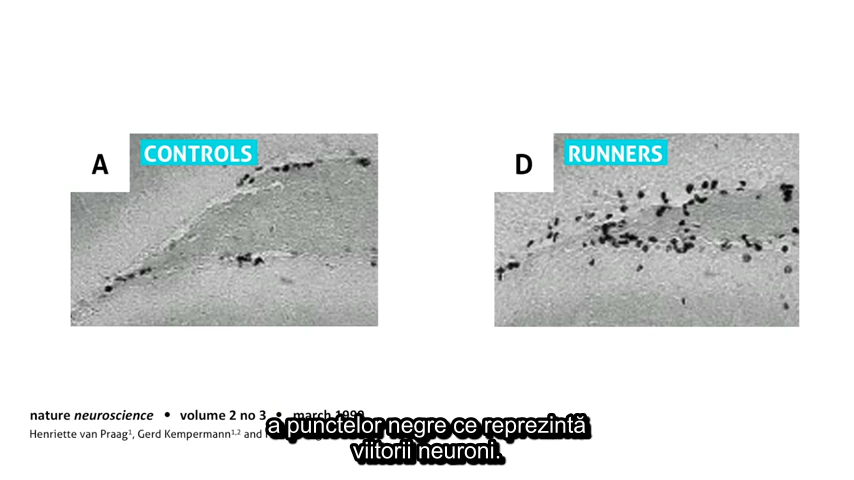 A
CONTROLS
D
RUNNERS
nature neuroscience • volume 2 no 3 • march 1999
Henriette van Praag¹, Gerd Kempermann¹,² and
a punctelor negre ce reprezintă
viitorii neuroni.